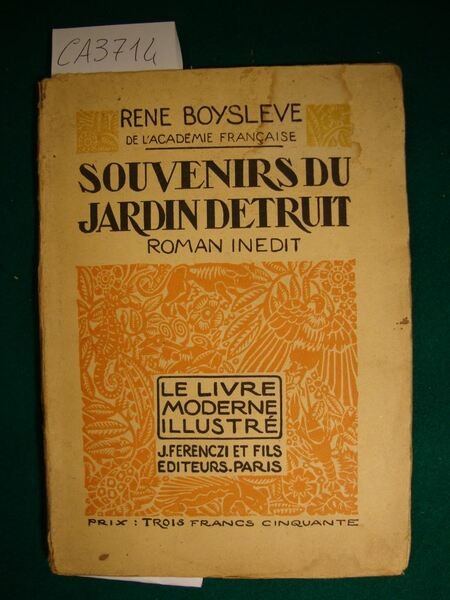 CA3714
RENE BOYSLEVE
DE L'ACADEMIE FRANÇAISE
SOUVENIRS DU
JARDIN DETRUIT
ROMAN INEDIT
LE LIVRE
MODERNE
ILLUSTRÉ
J. FERENCZI ET FILS
EDITEURS. PARIS
PRIX : TROIS FRANCS CINQUANTE